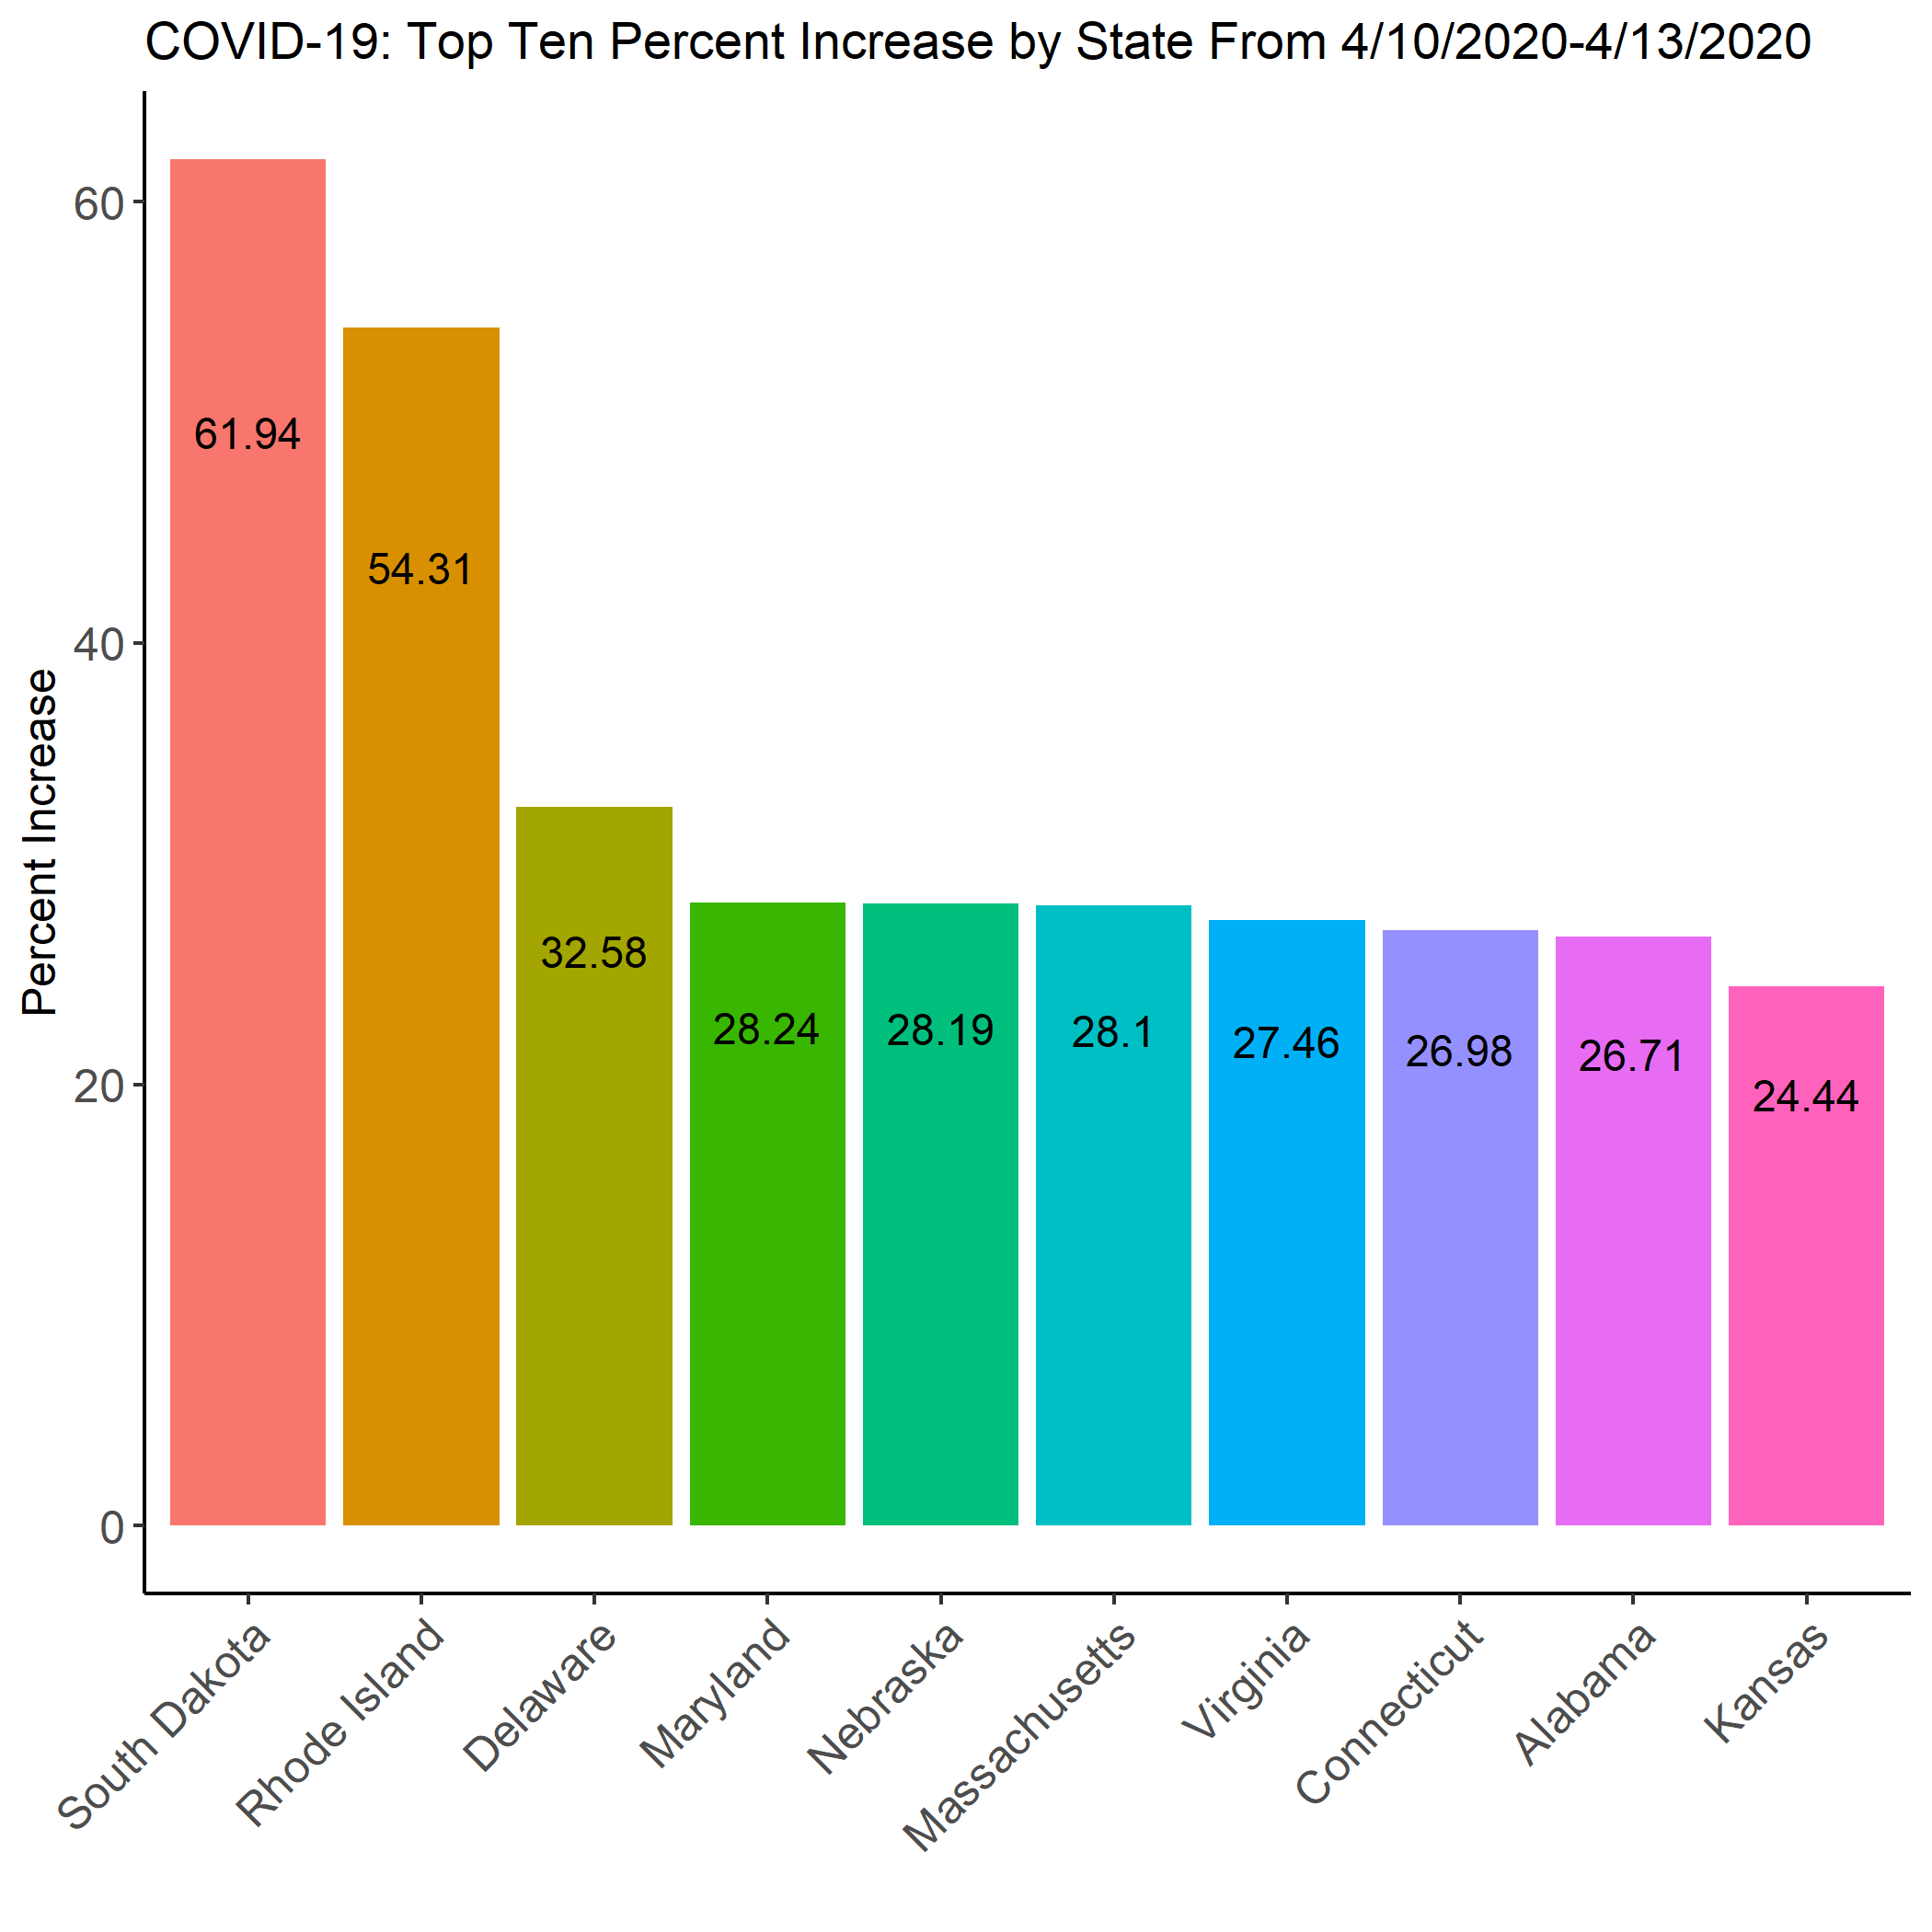 COVID-19: Top Ten Percent Increase by State From 4/10/2020-4/13/2020
Percent Increase
60
40
20
0
61.94
54.31
32.58
28.24
28.19
28.1
27.46
26.98
26.71
24.44
South Dakota
Rhode Island
Delaware
Maryland
Nebraska
Massachusetts
Virginia
Connecticut
Alabama
Kansas